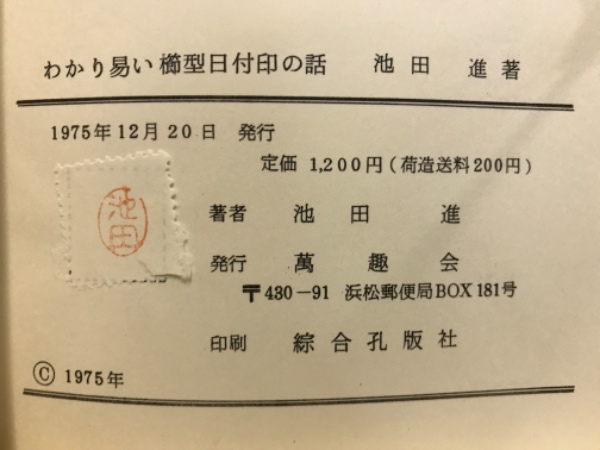 わかり易い櫛型日付印の話　池田　進著
1975年12月20日　発行
定価 1,200円(荷造送料200円)
池田
著者　池田　進
発行　萬趣会
〒430-91　浜松郵便局BOX181号
印刷　綜合孔版社
Ⓒ 1975年